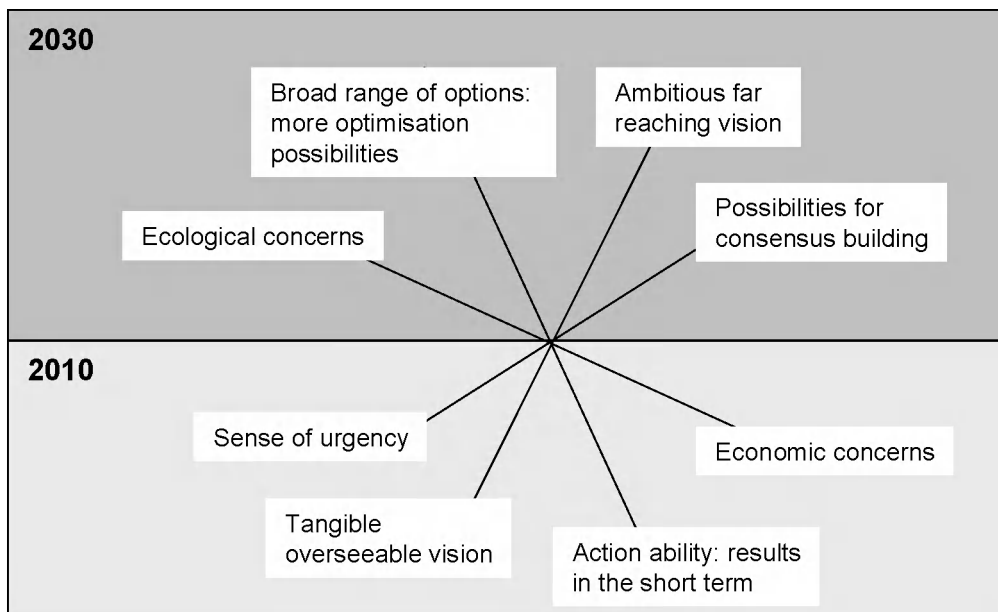 2030
Broad range of options:
more optimisation
possibilities
Ambitious far
reaching vision
Ecological concerns
Possibilities for
consensus building
2010
Sense of urgency
Economic concerns
Tangible
overseeable vision
Action ability: results
in the short term